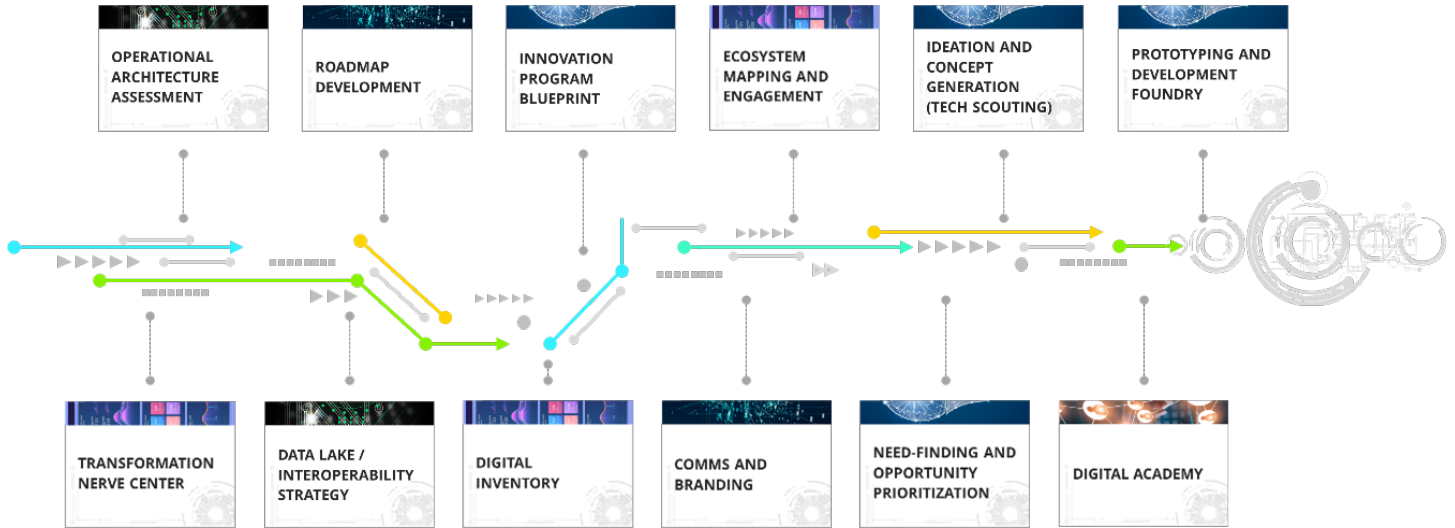 OPERATIONAL
ARCHITECTURE
ASSESSMENT
ROADMAP
DEVELOPMENT
INNOVATION
PROGRAM
BLUEPRINT
ECOSYSTEM
MAPPING AND
ENGAGEMENT
IDEATION AND
CONCEPT
GENERATION
(TECH SCOUTING)
PROTOTYPING AND
DEVELOPMENT
FOUNDRY
TRANSFORMATION
NERVE CENTER
DATA LAKE /
INTEROPERABILITY
STRATEGY
DIGITAL
INVENTORY
COMMS AND
BRANDING
NEED-FINDING AND
OPPORTUNITY
PRIORITIZATION
DIGITAL ACADEMY